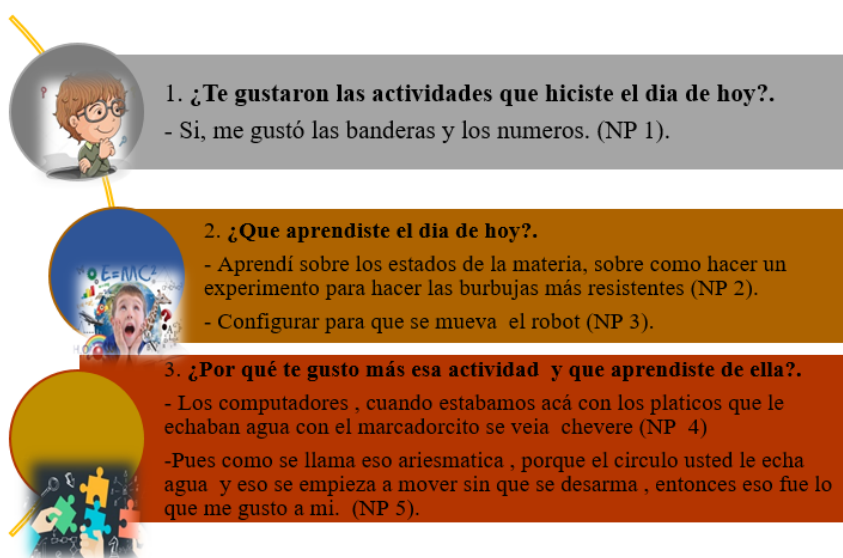 1. ¿Te gustaron las actividades que hiciste el dia de hoy?.
- Si, me gustó las banderas y los numeros. (NP 1).
2. ¿Que aprendiste el dia de hoy?.
- Aprendí sobre los estados de la materia, sobre como hacer un
experimento para hacer las burbujas más resistentes (NP 2).
- Configurar para que se mueva el robot (NP 3).
E=MC²
3. ¿Por qué te gusto más esa actividad y que aprendiste de ella?.
- Los computadores , cuando estabamos acá con los platicos que le
echaban agua con el marcadorcito se veia chevere (NP 4)
-Pues como se llama eso ariesmatica , porque el circulo usted le echa
agua y eso se empieza a mover sin que se desarma , entonces eso fue lo
que me gusto a mi. (NP 5).